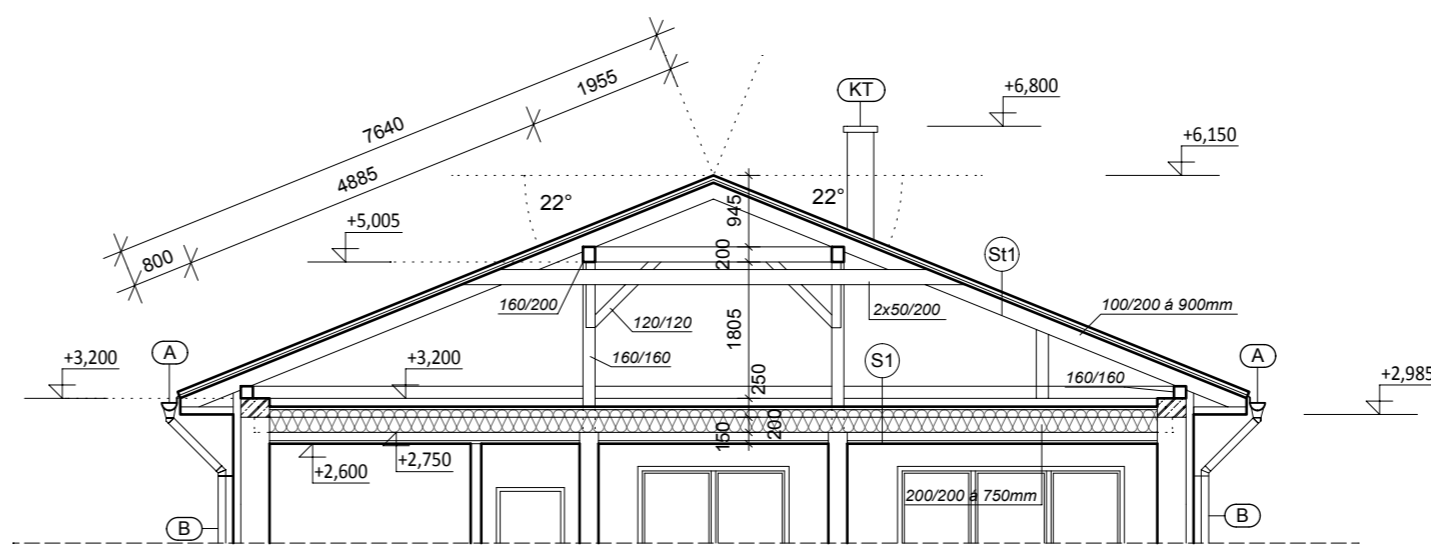 1955
7640
4885
800
KT
+6,800
+6,150
22°
22°
945
+5,005
200
St1
160/200
120/120
2x50/200
100/200 á 900mm
1805
A
+3,200
+3,200
160/160
S1
250
160/160
A
+2,985
150
200
+2,600
+2,750
200/200 á 750mm
B
B